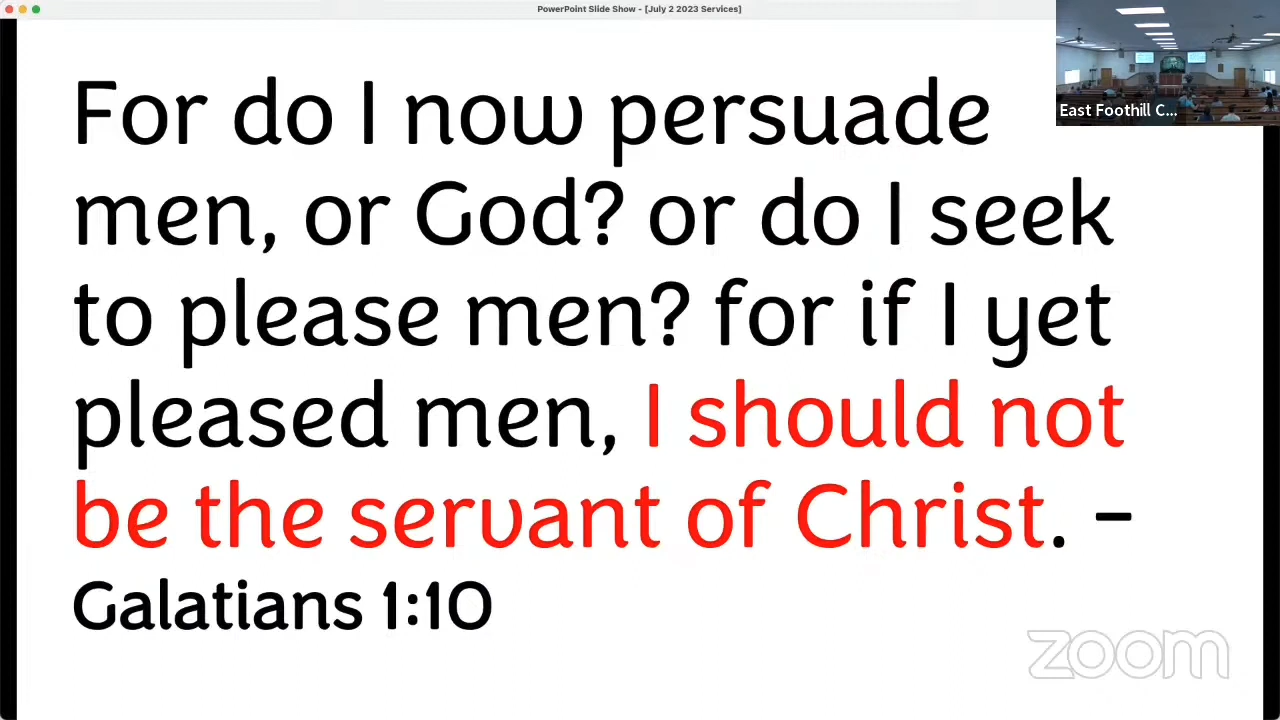 PowerPoint Slide Show - [July 2 2023 Services]
East Foothill C...
For do I now persuade
men, or God? or do I seek
to please men? for if I yet
pleased men, I should not
be the servant of Christ. –
Galatians 1:10
zoom